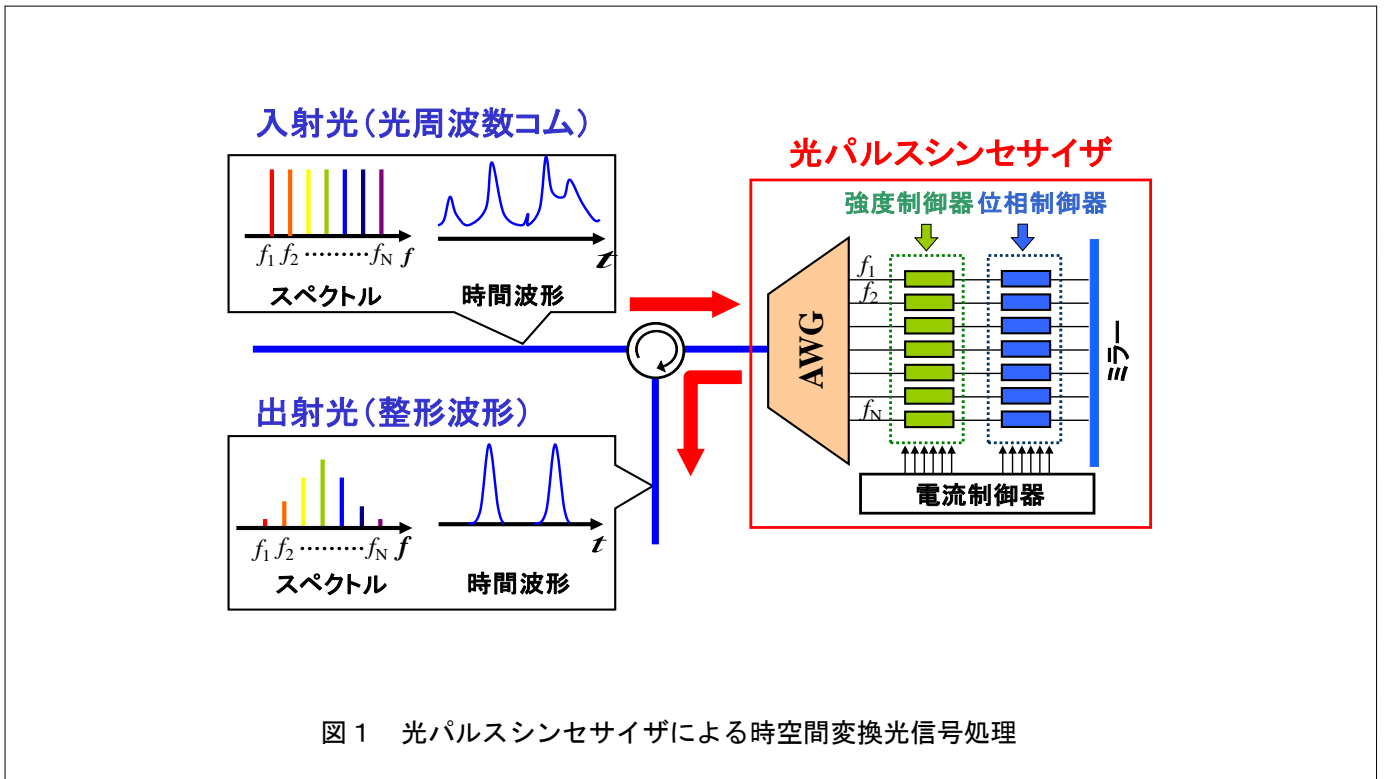 入射光(光周波数コム)
f1 f2 ········· fN f
スペクトル
t
時間波形
出射光(整形波形)
f1 f2 ········· fN f
スペクトル
t
時間波形
光パルスシンセサイザ
強度制御器 位相制御器
AWG
f1
f2
fN
ミラー
電流制御器
図1 光パルスシンセサイザによる時空間変換光信号処理